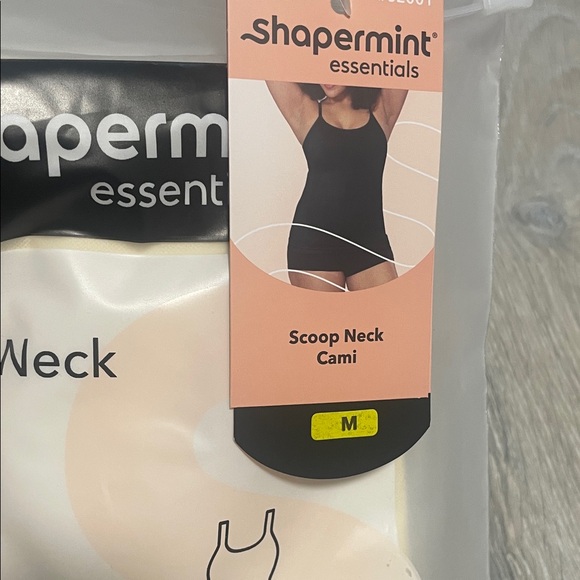 Shapermint®
essentials
aperm
essent
Scoop Neck
Cami
Neck
M